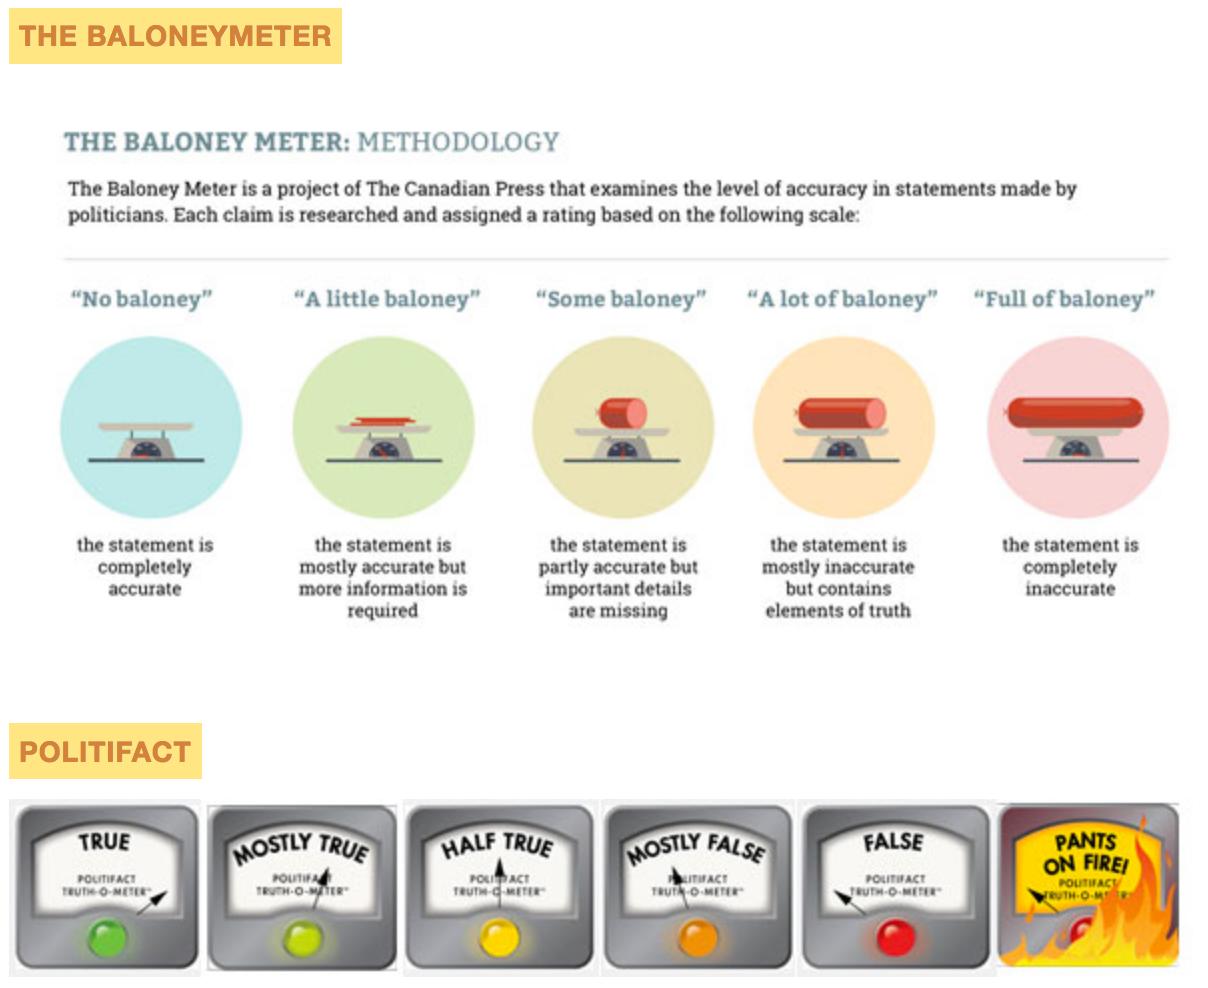 THE BALONEYMETER
THE BALONEY METER: METHODOLOGY
The Baloney Meter is a project of The Canadian Press that examines the level of accuracy in statements made by
politicians. Each claim is researched and assigned a rating based on the following scale:
“No baloney”
“A little baloney”
“Some baloney”
“A lot of baloney”
“Full of baloney”
the statement is
completely
accurate
the statement is
mostly accurate but
more information is
required
the statement is
partly accurate but
important details
are missing
the statement is
mostly inaccurate
but contains
elements of truth
the statement is
completely
inaccurate
POLITIFACT
TRUE
POLITIFACT
TRUTH-O-METER™
MOSTLY TRUE
POLITIFACT
TRUTH-O-METER™
HALF TRUE
POLITIFACT
TRUTH-O-METER™
MOSTLY FALSE
POLITIFACT
TRUTH-O-METER™
FALSE
POLITIFACT
TRUTH-O-METER™
PANTS
ON FIRE!
POLITIFACT
TRUTH-O-METER